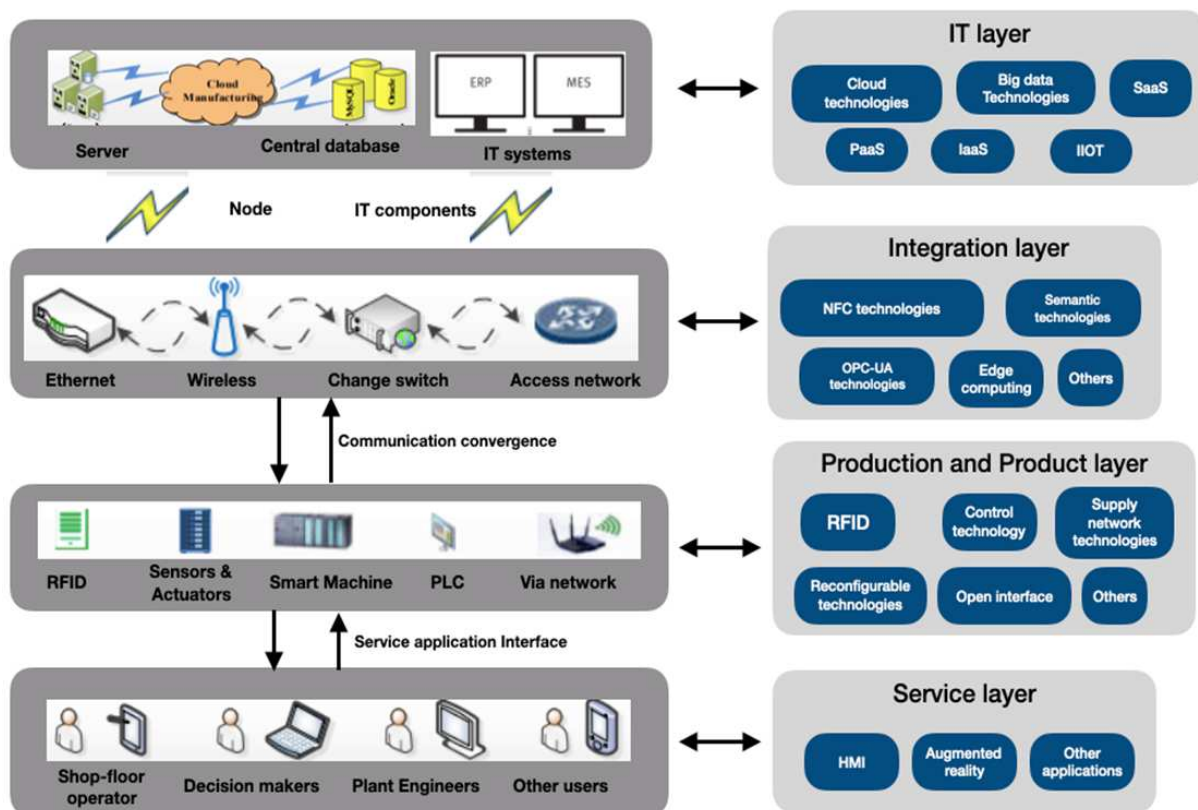 IT layer
Cloud
technologies
Big data
Technologies
SaaS
PaaS
IaaS
IIOT
Cloud
Manufacturing
MySQL
Oracle
ERP
MES
Server
Central database
IT systems
Node
IT components
Integration layer
NFC technologies
Semantic
technologies
OPC-UA
technologies
Edge
computing
Others
Ethernet
Wireless
Change switch
Access network
Communication convergence
Production and Product layer
RFID
Control
technology
Supply
network
technologies
Reconfigurable
technologies
Open interface
Others
RFID
Sensors &
Actuators
Smart Machine
PLC
Via network
Service application Interface
Service layer
HMI
Augmented
reality
Other
applications
Shop-floor
operator
Decision makers
Plant Engineers
Other users